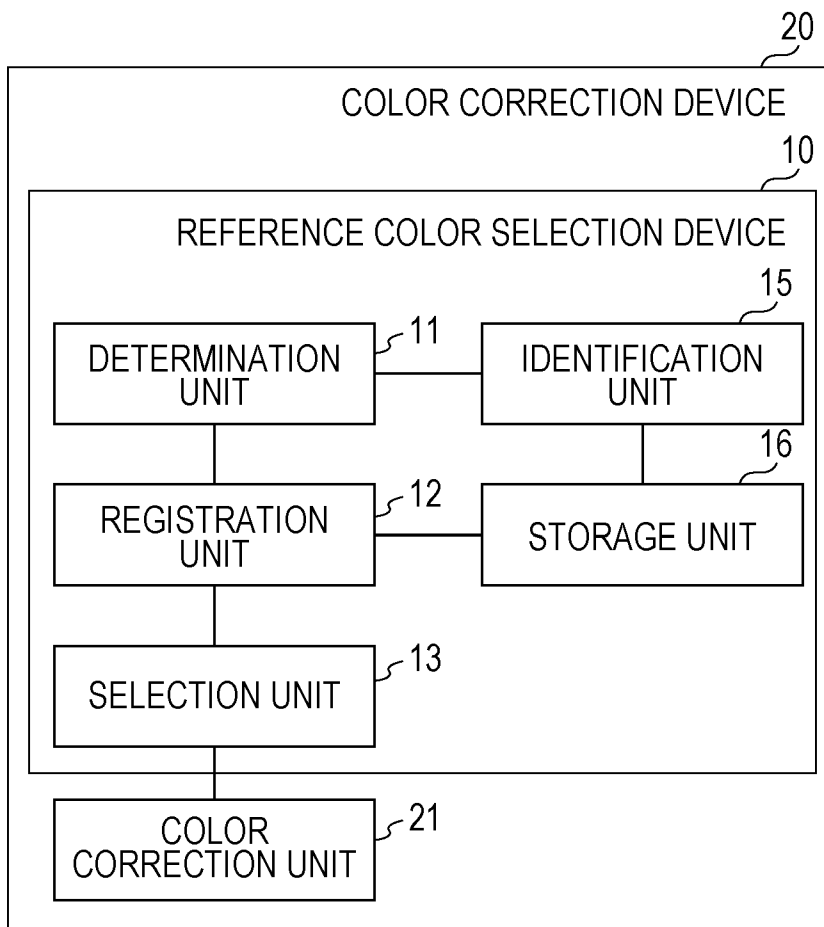 20
COLOR CORRECTION DEVICE
10
REFERENCE COLOR SELECTION DEVICE
11
DETERMINATION
UNIT
15
IDENTIFICATION
UNIT
12
REGISTRATION
UNIT
16
STORAGE UNIT
13
SELECTION UNIT
21
COLOR
CORRECTION UNIT